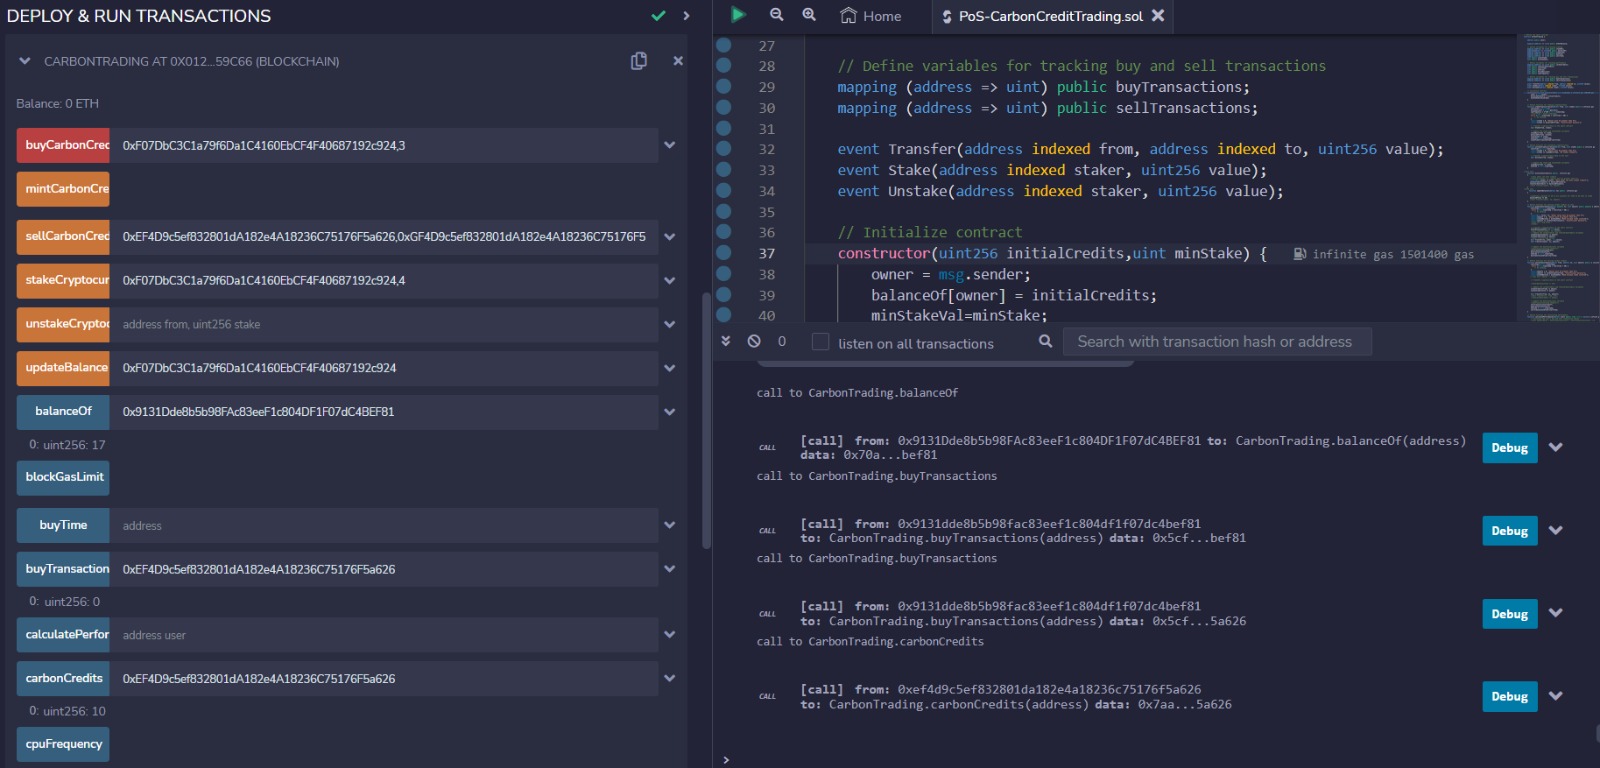 DEPLOY & RUN TRANSACTIONS
CARBONTRADING AT 0X012...59C66 (BLOCKCHAIN)
Balance: 0 ETH
buyCarbonCrec 0xF07DbC3C1a79f6Da1C4160EbCF4F40687192c924,3
mintCarbonCre
sellCarbonCred 0xEF4D9c5ef832801dA182e4A18236C75176F5a626,0xGF4D9c5ef832801dA182e4A18236C75176F5
stakeCryptocur 0xF07DbC3C1a79f6Da1C4160EbCF4F40687192c924,4
unstakeCryptoc address from, uint256 stake
updateBalance 0xF07DbC3C1a79f6Da1C4160EbCF4F40687192c924
balanceOf 0x9131Dde8b5b98FAc83eeF1c804DF1F07dC4BEF81
0: uint256: 17
blockGasLimit
buyTime address
buyTransaction 0xEF4D9c5ef832801dA182e4A18236C75176F5a626
0: uint256: 0
calculatePerfor address user
carbonCredits 0xEF4D9c5ef832801dA182e4A18236C75176F5a626
0: uint256: 10
cpuFrequency
Home PoS-CarbonCreditTrading.sol
27
28 // Define variables for tracking buy and sell transactions
29 mapping (address => uint) public buyTransactions;
30 mapping (address => uint) public sellTransactions;
31
32 event Transfer(address indexed from, address indexed to, uint256 value);
33 event Stake(address indexed staker, uint256 value);
34 event Unstake(address indexed staker, uint256 value);
35
36 // Initialize contract
37 constructor(uint256 initialCredits,uint minStake) { infinite gas 1501400 gas
38 owner = msg.sender;
39 balanceOf[owner] = initialCredits;
40 minStakeVal=minStake;
0 listen on all transactions Search with transaction hash or address
call to CarbonTrading.balanceOf
CALL [call] from: 0x9131Dde8b5b98FAc83eeF1c804DF1F07dC4BEF81 to: CarbonTrading.balanceOf(address) Debug
data: 0x70a...bef81
call to CarbonTrading.buyTransactions
CALL [call] from: 0x9131dde8b5b98fac83eef1c804df1f07dc4bef81 Debug
to: CarbonTrading.buyTransactions(address) data: 0x5cf...bef81
call to CarbonTrading.buyTransactions
CALL [call] from: 0x9131dde8b5b98fac83eef1c804df1f07dc4bef81 Debug
to: CarbonTrading.buyTransactions(address) data: 0x5cf...5a626
call to CarbonTrading.carbonCredits
CALL [call] from: 0xef4d9c5ef832801da182e4a18236c75176f5a626 Debug
to: CarbonTrading.carbonCredits(address) data: 0x7aa...5a626
>